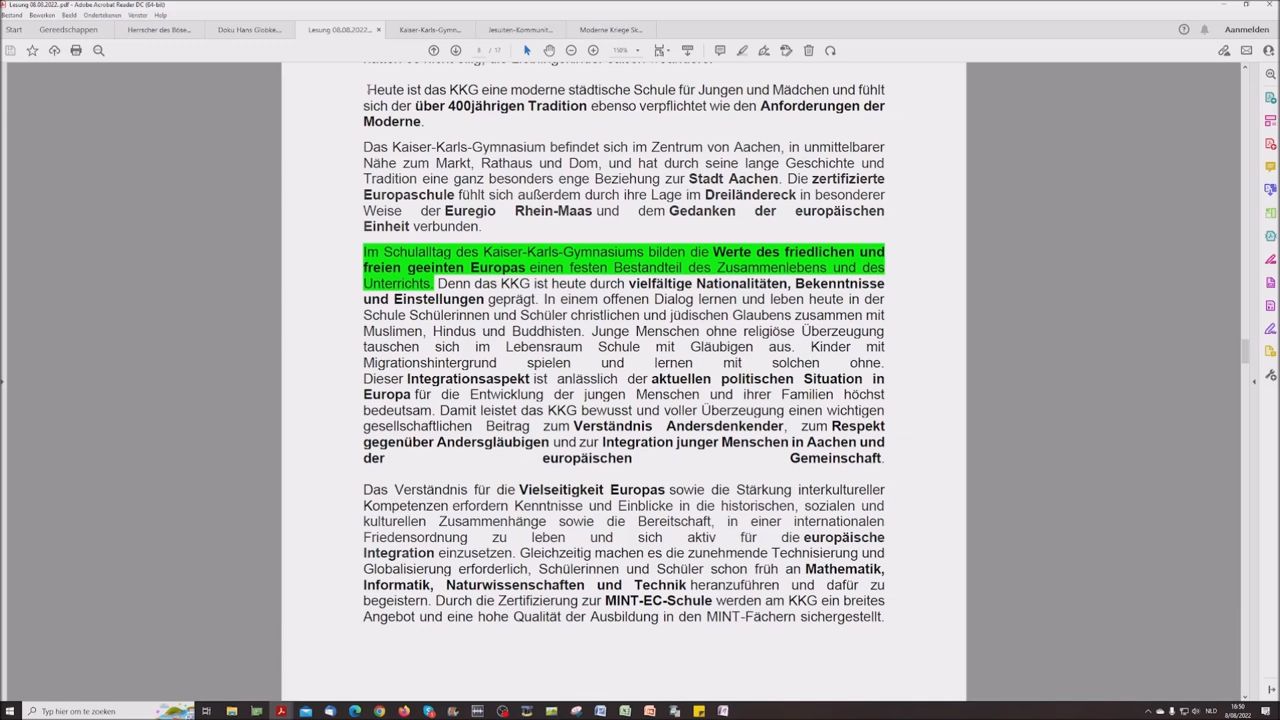 Lesung 08.08.2022..pdf - Adobe Acrobat Reader DC (64-bit)
Bestand Bewerken Beeld Ondertekenen Venster Help
Start Gereedschappen Herrscher des Böse... Doku Hans Globke... Lesung 08.08.2022... × Kaiser-Karls-Gymn... Jesuiten-Kommunit... Moderne Kriege Sk... Aanmelden
8 / 17 150%
Heute ist das KKG eine moderne städtische Schule für Jungen und Mädchen und fühlt
sich der über 400jährigen Tradition ebenso verpflichtet wie den Anforderungen der
Moderne.
Das Kaiser-Karls-Gymnasium befindet sich im Zentrum von Aachen, in unmittelbarer
Nähe zum Markt, Rathaus und Dom, und hat durch seine lange Geschichte und
Tradition eine ganz besonders enge Beziehung zur Stadt Aachen. Die zertifizierte
Europaschule fühlt sich außerdem durch ihre Lage im Dreiländereck in besonderer
Weise der Euregio Rhein-Maas und dem Gedanken der europäischen
Einheit verbunden.
Im Schulalltag des Kaiser-Karls-Gymnasiums bilden die Werte des friedlichen und
freien geeinten Europas einen festen Bestandteil des Zusammenlebens und des
Unterrichts. Denn das KKG ist heute durch vielfältige Nationalitäten, Bekenntnisse
und Einstellungen geprägt. In einem offenen Dialog lernen und leben heute in der
Schule Schülerinnen und Schüler christlichen und jüdischen Glaubens zusammen mit
Muslimen, Hindus und Buddhisten. Junge Menschen ohne religiöse Überzeugung
tauschen sich im Lebensraum Schule mit Gläubigen aus. Kinder mit
Migrationshintergrund spielen und lernen mit solchen ohne.
Dieser Integrationsaspekt ist anlässlich der aktuellen politischen Situation in
Europa für die Entwicklung der jungen Menschen und ihrer Familien höchst
bedeutsam. Damit leistet das KKG bewusst und voller Überzeugung einen wichtigen
gesellschaftlichen Beitrag zum Verständnis Andersdenkender, zum Respekt
gegenüber Andersgläubigen und zur Integration junger Menschen in Aachen und
der europäischen Gemeinschaft.
Das Verständnis für die Vielseitigkeit Europas sowie die Stärkung interkultureller
Kompetenzen erfordern Kenntnisse und Einblicke in die historischen, sozialen und
kulturellen Zusammenhänge sowie die Bereitschaft, in einer internationalen
Friedensordnung zu leben und sich aktiv für die europäische
Integration einzusetzen. Gleichzeitig machen es die zunehmende Technisierung und
Globalisierung erforderlich, Schülerinnen und Schüler schon früh an Mathematik,
Informatik, Naturwissenschaften und Technik heranzuführen und dafür zu
begeistern. Durch die Zertifizierung zur MINT-EC-Schule werden am KKG ein breites
Angebot und eine hohe Qualität der Ausbildung in den MINT-Fächern sichergestellt.
Typ hier om te zoeken
NLD
16:50
8/08/2022